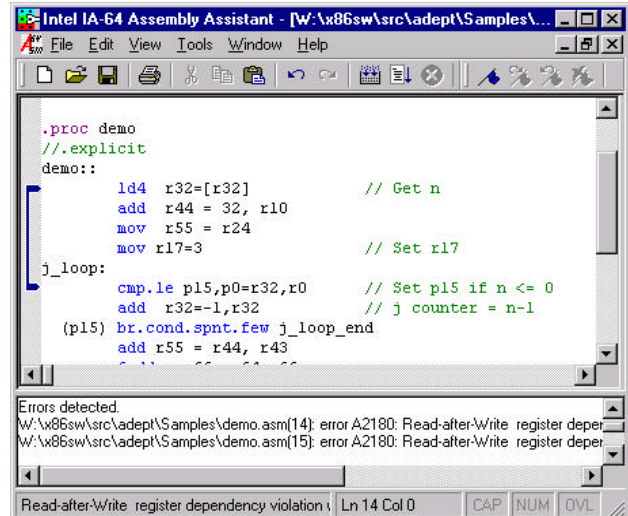 Intel IA-64 Assembly Assistant - [W:\x86sw\src\adept\Samples\...
File Edit View Tools Window Help
.proc demo
//.explicit
demo::
ld4 r32=[r32] // Get n
add r44 = 32, r10
mov r55 = r24
mov r17=3 // Set r17
j_loop:
cmp.le p15,p0=r32,r0 // Set p15 if n <= 0
add r32=-1,r32 // j counter = n-1
(p15) br.cond.spnt.few j_loop_end
add r55 = r44, r43
Errors detected.
W:\x86sw\src\adept\Samples\demo.asm(14): error A2180: Read-after-Write register deper
W:\x86sw\src\adept\Samples\demo.asm(15): error A2180: Read-after-Write register deper
Read-after-Write register dependency violation Ln 14 Col 0 CAP NUM OVL